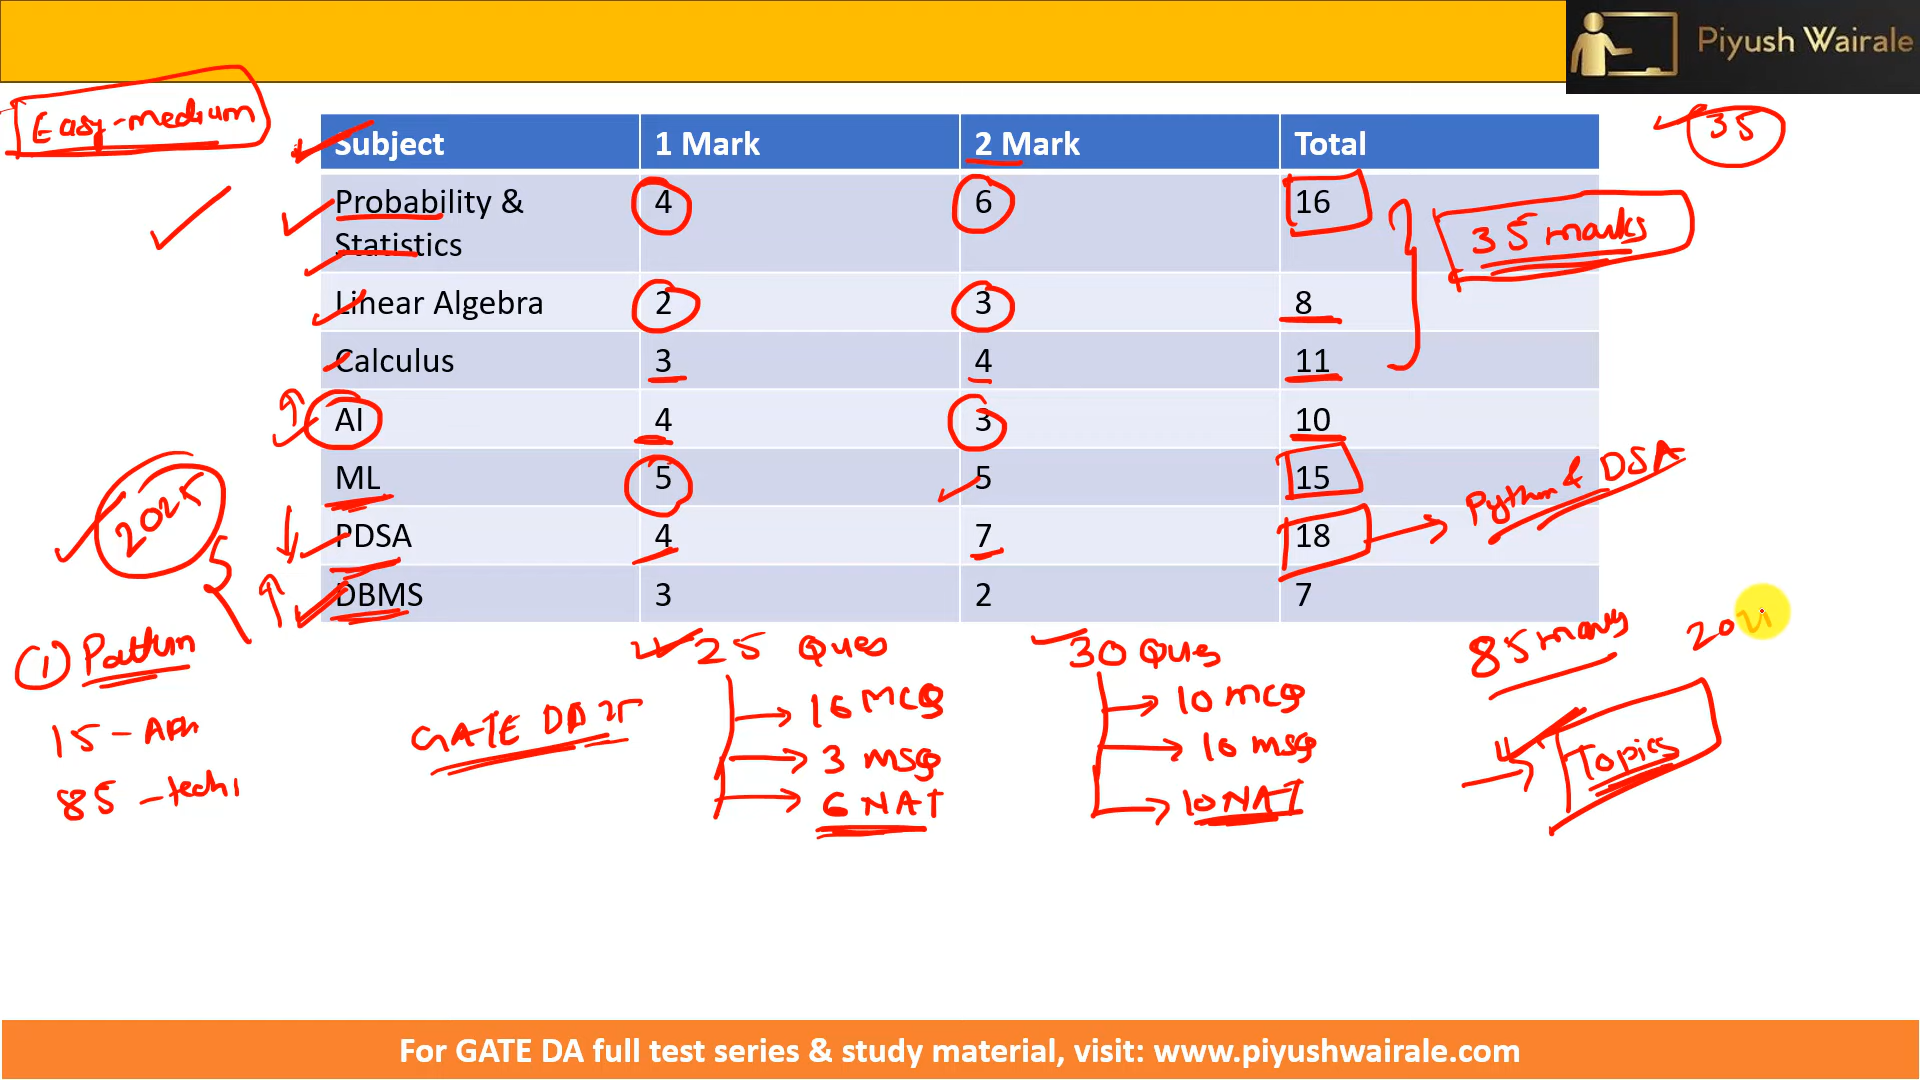 Piyush Wairale
Easy-medium
35
Subject 1 Mark 2 Mark Total
Probability & Statistics 4 6 16
35 marks
Linear Algebra 2 3 8
Calculus 3 4 11
AI 4 3 10
ML 5 5 15
Python & DSA
PDSA 4 7 18
DBMS 3 2 7
2025
① Pattern
15 - Apti
85 - tech
GATE DA 25
25 Ques
16 MCQ
3 MSQ
6 NAT
30 Ques
10 MCQ
10 MSQ
10 NAT
85 marks
Topics
For GATE DA full test series & study material, visit: www.piyushwairale.com